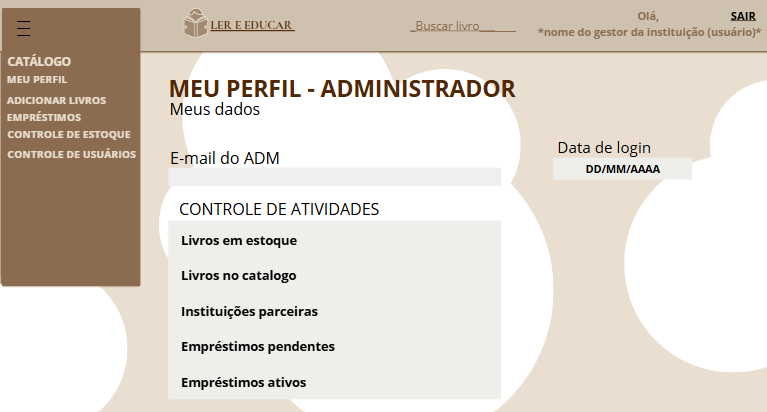 LER E EDUCAR
Buscar livro
Olá,
SAIR
*nome do gestor da instituição (usuário)*
CATÁLOGO
MEU PERFIL
ADICIONAR LIVROS
EMPRÉSTIMOS
CONTROLE DE ESTOQUE
CONTROLE DE USUÁRIOS
MEU PERFIL - ADMINISTRADOR
Meus dados
E-mail do ADM
Data de login
DD/MM/AAAA
CONTROLE DE ATIVIDADES
Livros em estoque
Livros no catalogo
Instituições parceiras
Empréstimos pendentes
Empréstimos ativos